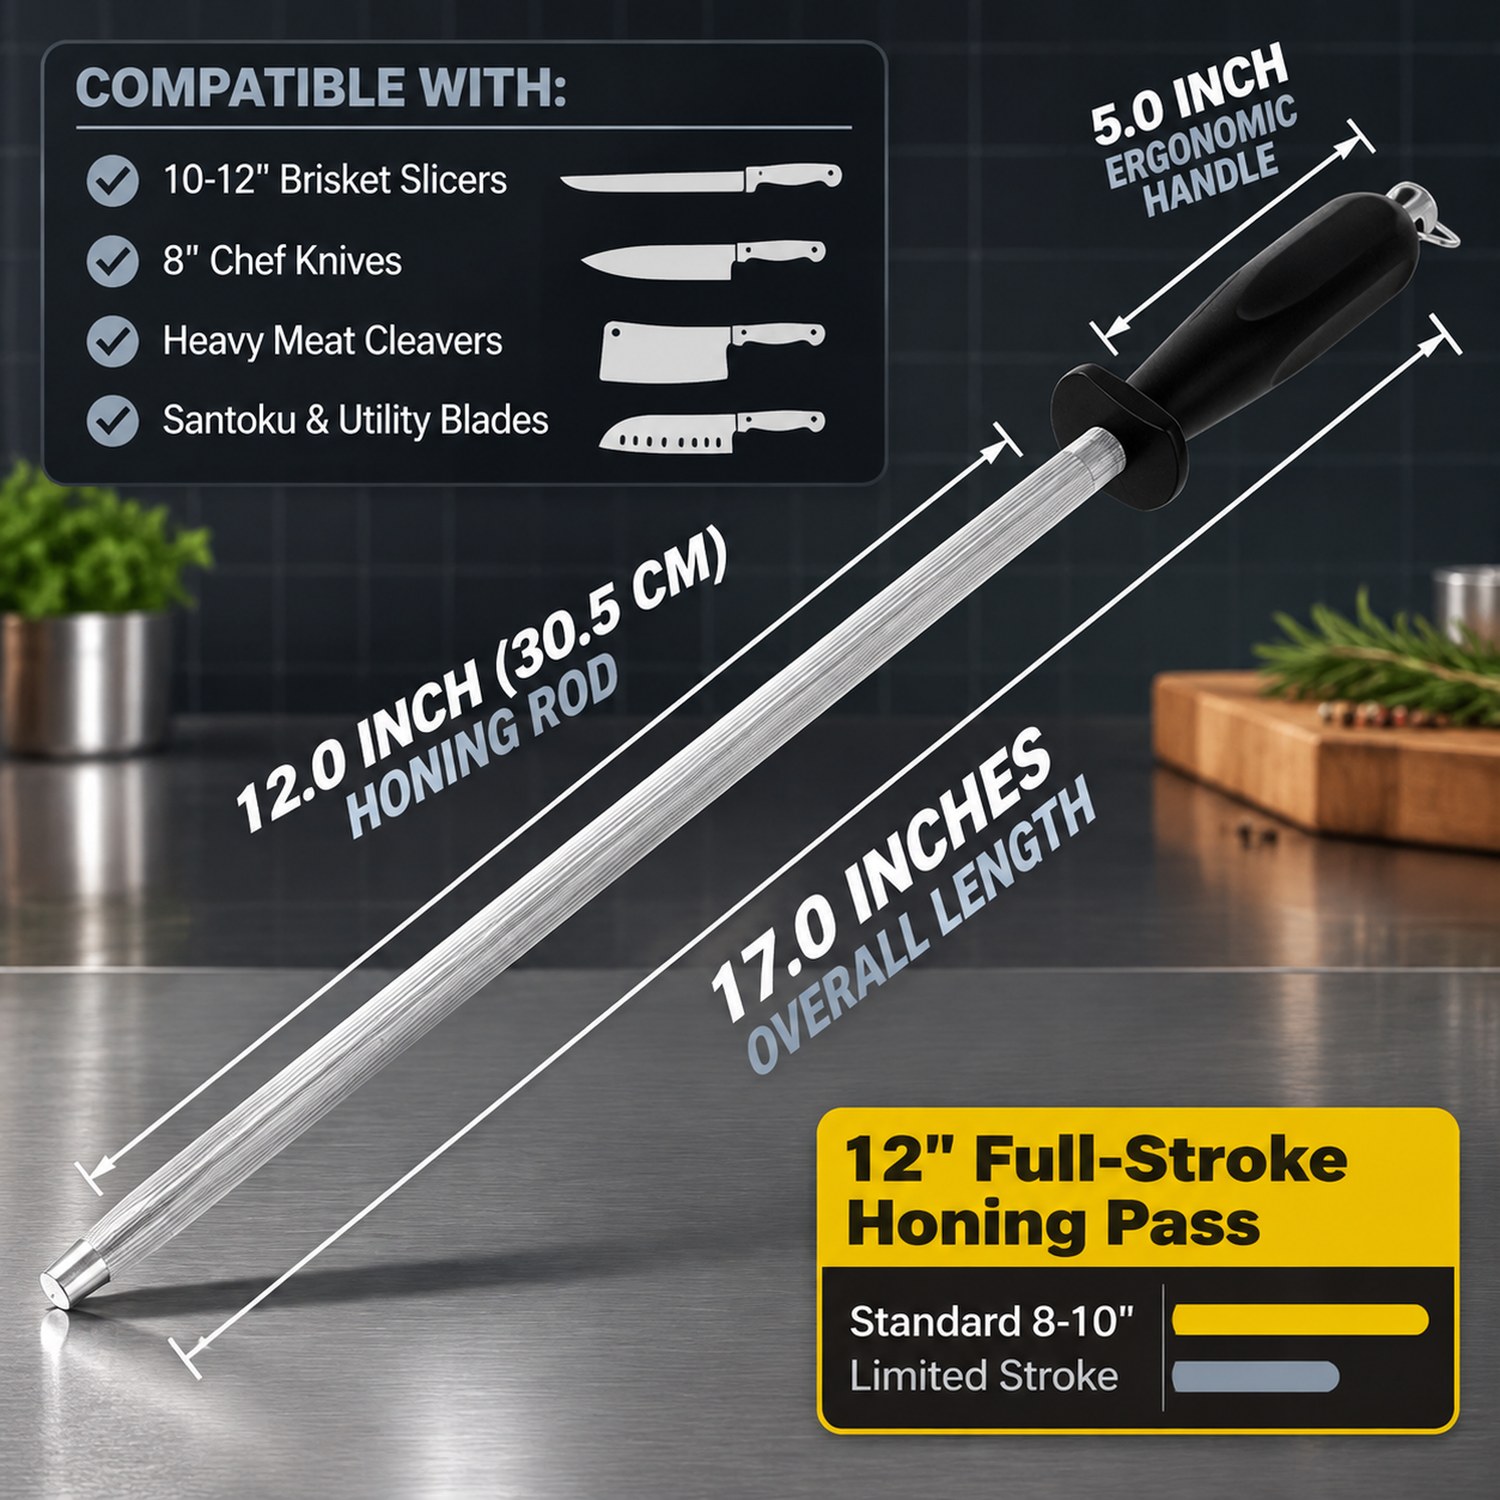 COMPATIBLE WITH:
10-12" Brisket Slicers
8" Chef Knives
Heavy Meat Cleavers
Santoku & Utility Blades
5.0 INCH
ERGONOMIC
HANDLE
12.0 INCH (30.5 CM)
HONING ROD
17.0 INCHES
OVERALL LENGTH
12" Full-Stroke
Honing Pass
Standard 8-10"
Limited Stroke